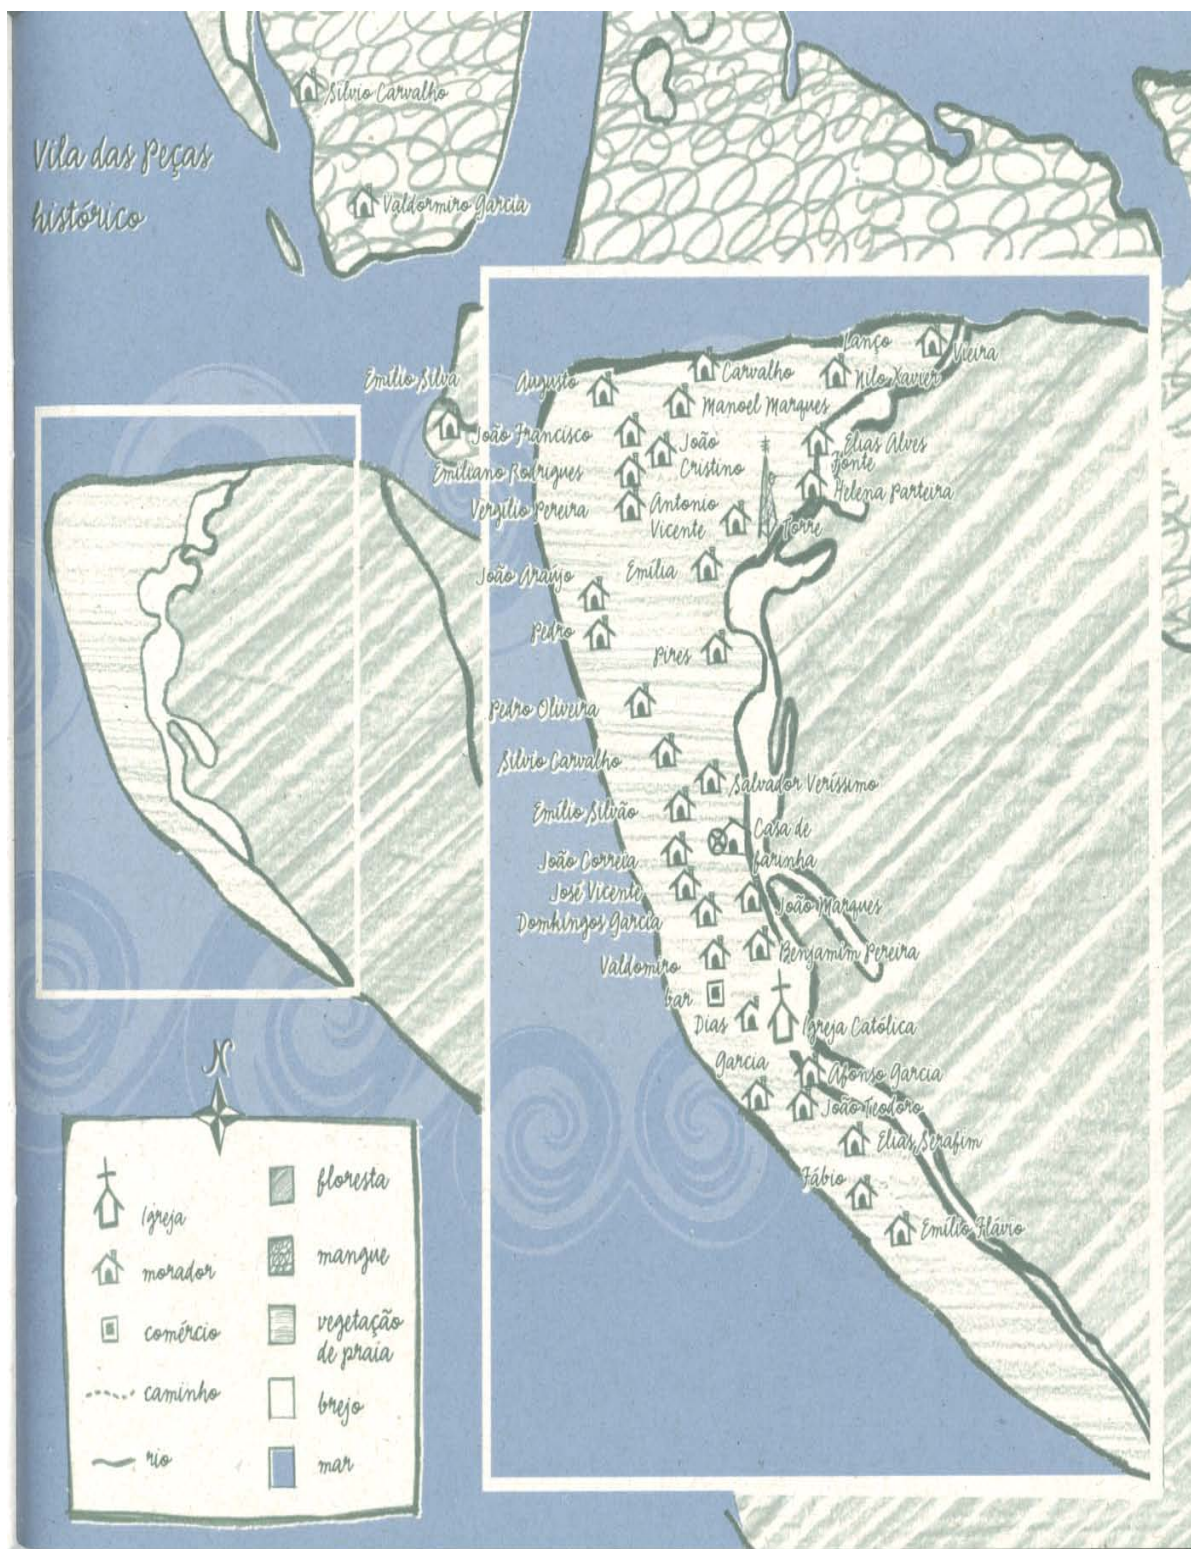 Silvio Carvalho
Vila das Peças
histórico
Valdormiro Garcia
Lanço
Vieira
Emílio Silva
Augusto
Carvalho
Nilo Xavier
Manoel Marques
João Francisco
João
Cristino
Elias Alves
Fonte
Emiliano Rodrigues
Helena Parteira
Vergílio Pereira
Antonio
Vicente
Torre
João Araújo
Emília
Pedro
Pires
Pedro Oliveira
Silvio Carvalho
Salvador Veríssimo
Emílio Silvão
Casa de
farinha
João Correia
José Vicente
João Marques
Domkingos Garcia
Benjamim Pereira
Valdomiro
bar
Dias
Igreja Católica
Garcia
Afonso Garcia
João Teodoro
Elias Serafim
Fábio
Emílio Flávio
N
Igreja
morador
comércio
caminho
rio
floresta
mangue
vegetação
de praia
brejo
mar